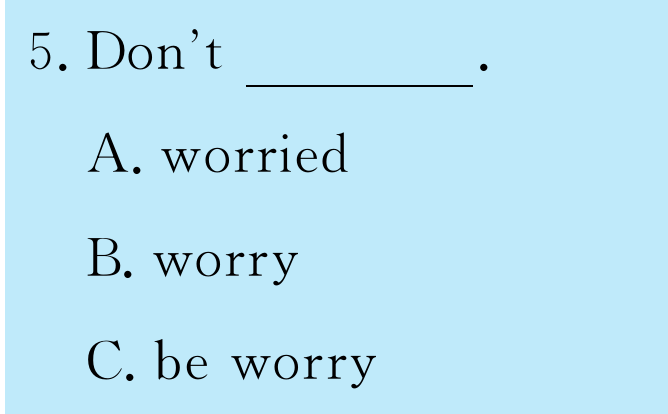 5. Don't ________.
A. worried
B. worry
C. be worry